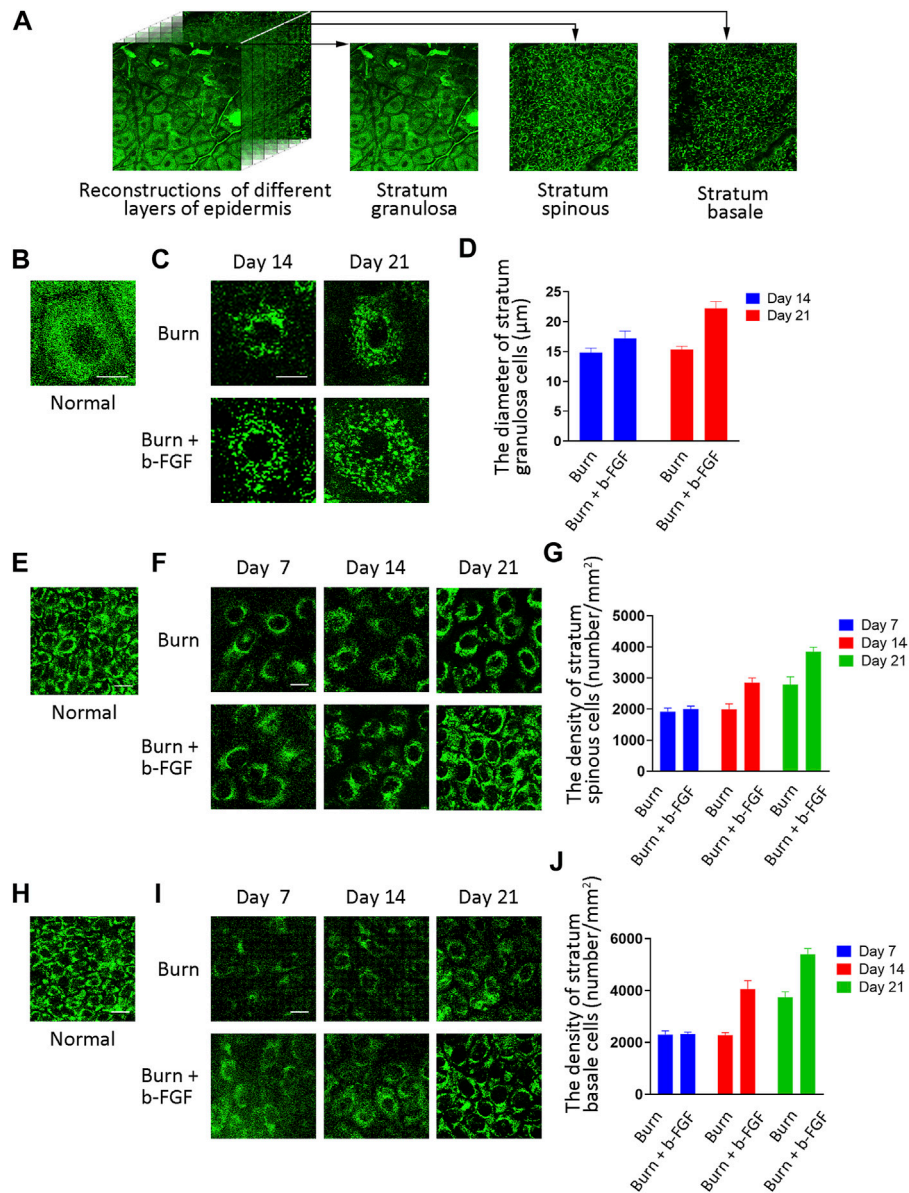 A
Reconstructions of different
layers of epidermis
Stratum
granulosa
Stratum
spinous
Stratum
basale
B
Normal
C
Day 14
Day 21
Burn
Burn +
b-FGF
D
The diameter of stratum
granulosa cells (μm)
25
20
15
10
5
0
Burn
Burn + b-FGF
Burn
Burn + b-FGF
Day 14
Day 21
E
Normal
F
Day 7
Day 14
Day 21
Burn
Burn +
b-FGF
G
The density of stratum
spinous cells (number/mm²)
5000
4000
3000
2000
1000
0
Burn
Burn + b-FGF
Burn
Burn + b-FGF
Burn
Burn + b-FGF
Day 7
Day 14
Day 21
H
Normal
I
Day 7
Day 14
Day 21
Burn
Burn +
b-FGF
J
The density of stratum
basale cells (number/mm²)
6000
4000
2000
0
Burn
Burn + b-FGF
Burn
Burn + b-FGF
Burn
Burn + b-FGF
Day 7
Day 14
Day 21